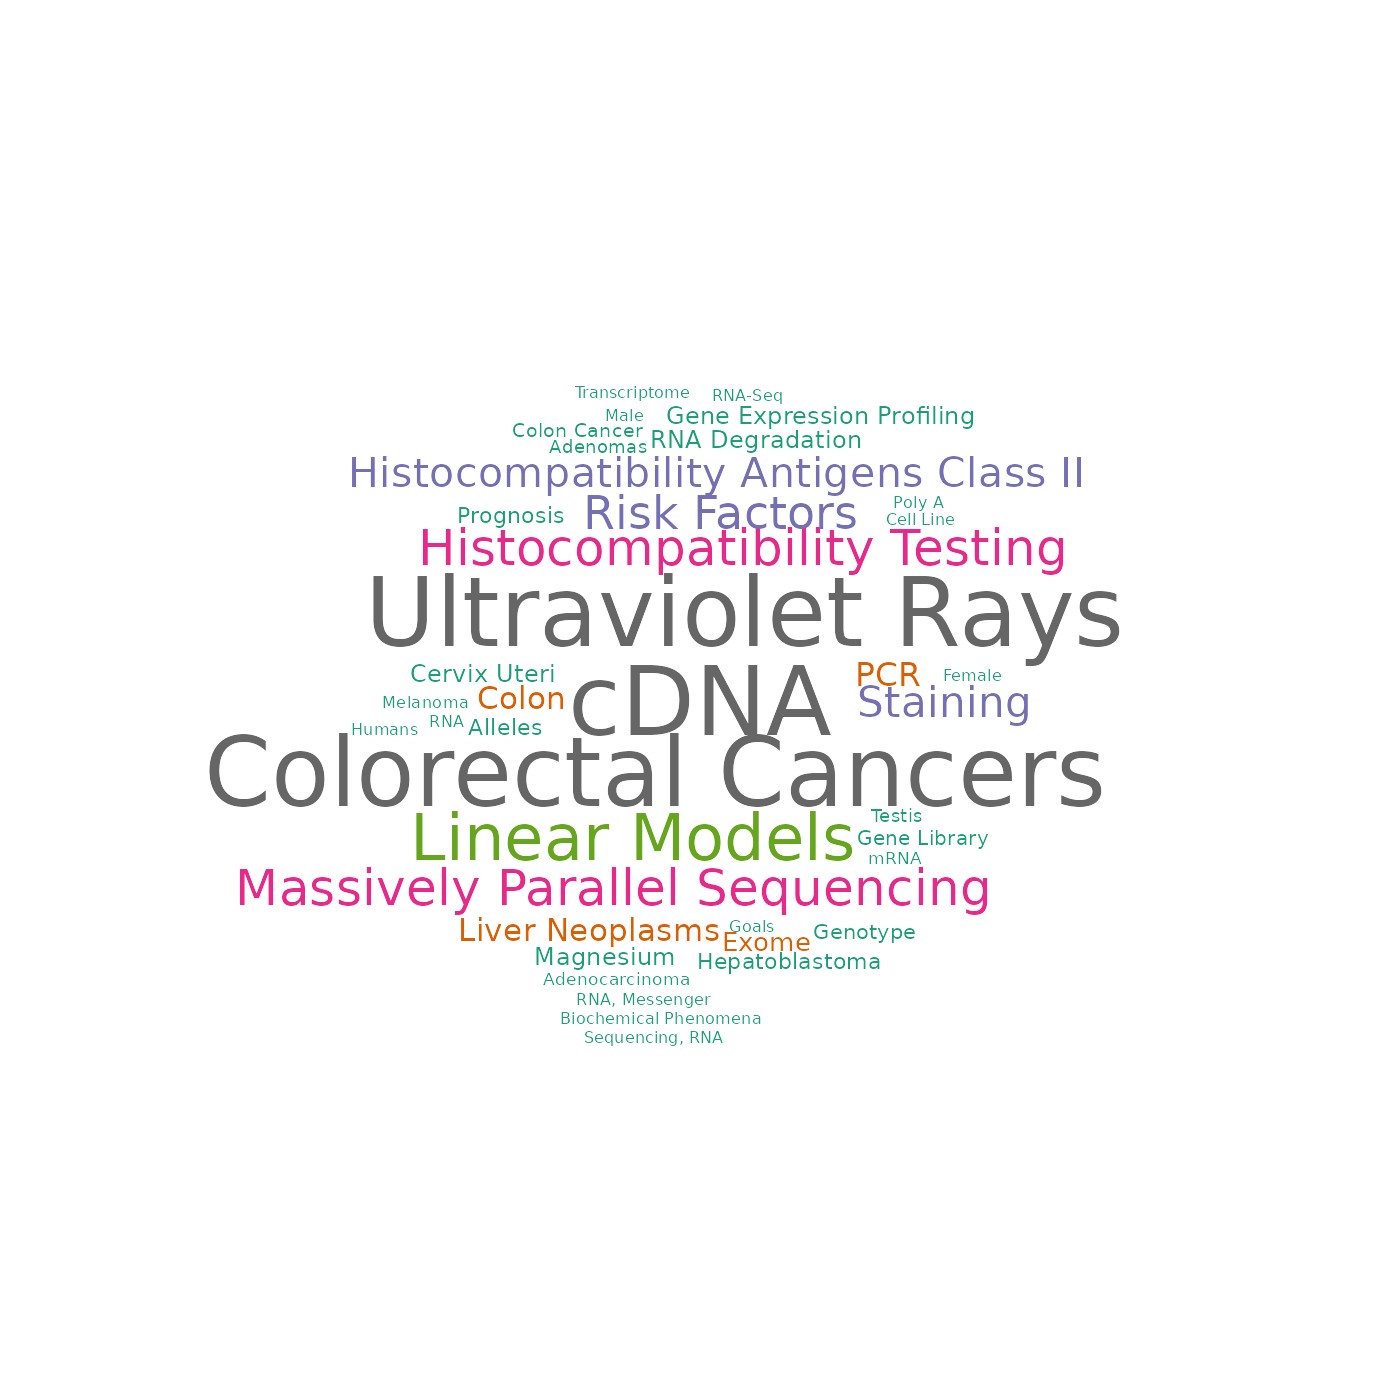 Transcriptome
RNA-Seq
Male
Gene Expression Profiling
Colon Cancer
RNA Degradation
Adenomas
Histocompatibility Antigens Class II
Poly A
Risk Factors
Prognosis
Cell Line
Histocompatibility Testing
Ultraviolet Rays
Cervix Uteri
PCR
Female
cDNA
Colon
Melanoma
Staining
RNA
Humans
Alleles
Colorectal Cancers
Testis
Linear Models
Gene Library
mRNA
Massively Parallel Sequencing
Goals
Liver Neoplasms
Genotype
Exome
Magnesium
Hepatoblastoma
Adenocarcinoma
RNA, Messenger
Biochemical Phenomena
Sequencing, RNA